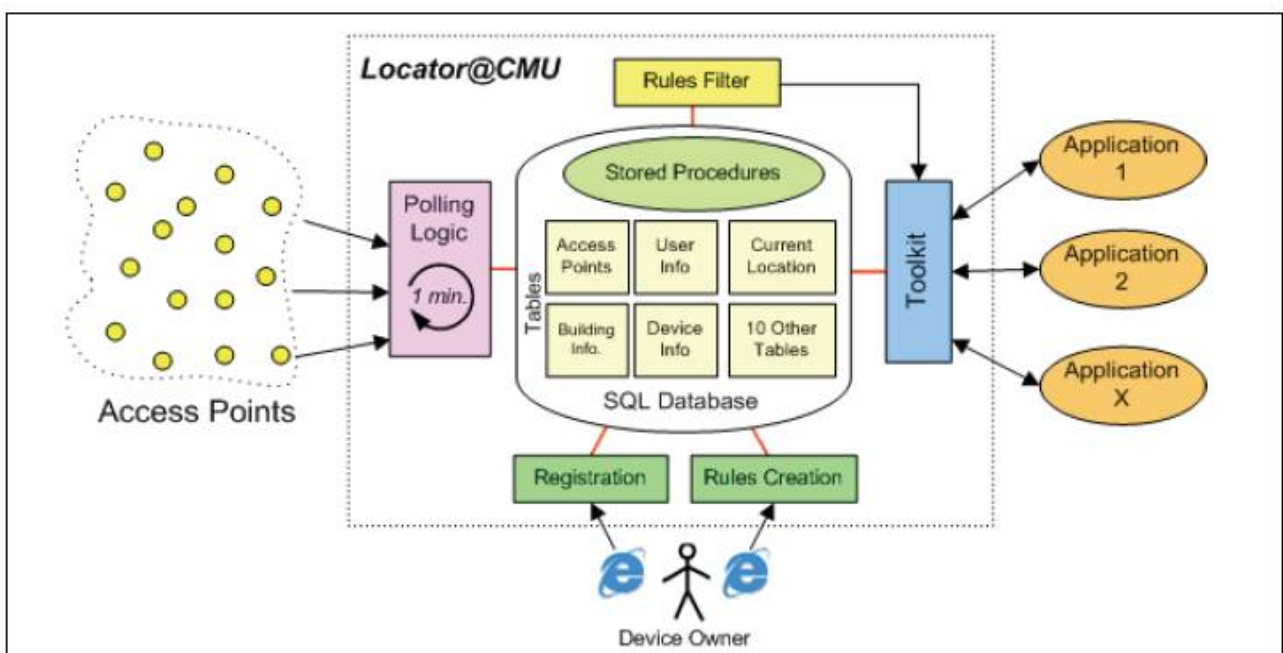 Locator@CMU
Rules Filter
Stored Procedures
Polling
Logic
1 min.
Tables
Access
Points
User
Info
Current
Location
Building
Info.
Device
Info
10 Other
Tables
SQL Database
Toolkit
Application
1
Application
2
Application
X
Access Points
Registration
Rules Creation
Device Owner